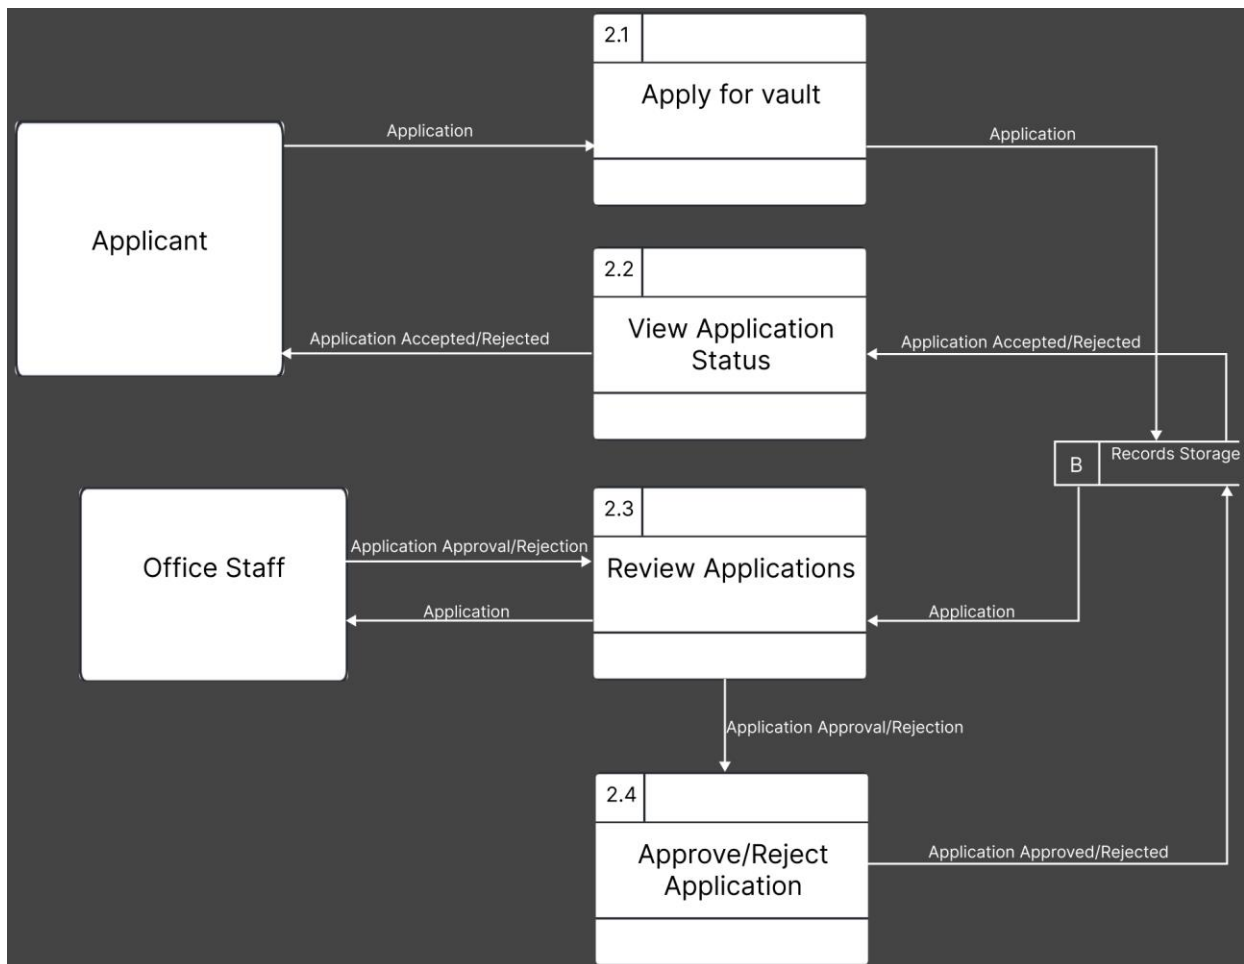 2.1
Apply for vault
Application
Application
Applicant
2.2
View Application
Status
Application Accepted/Rejected
Application Accepted/Rejected
B
Records Storage
2.3
Review Applications
Office Staff
Application Approval/Rejection
Application
Application
Application Approval/Rejection
2.4
Approve/Reject
Application
Application Approved/Rejected